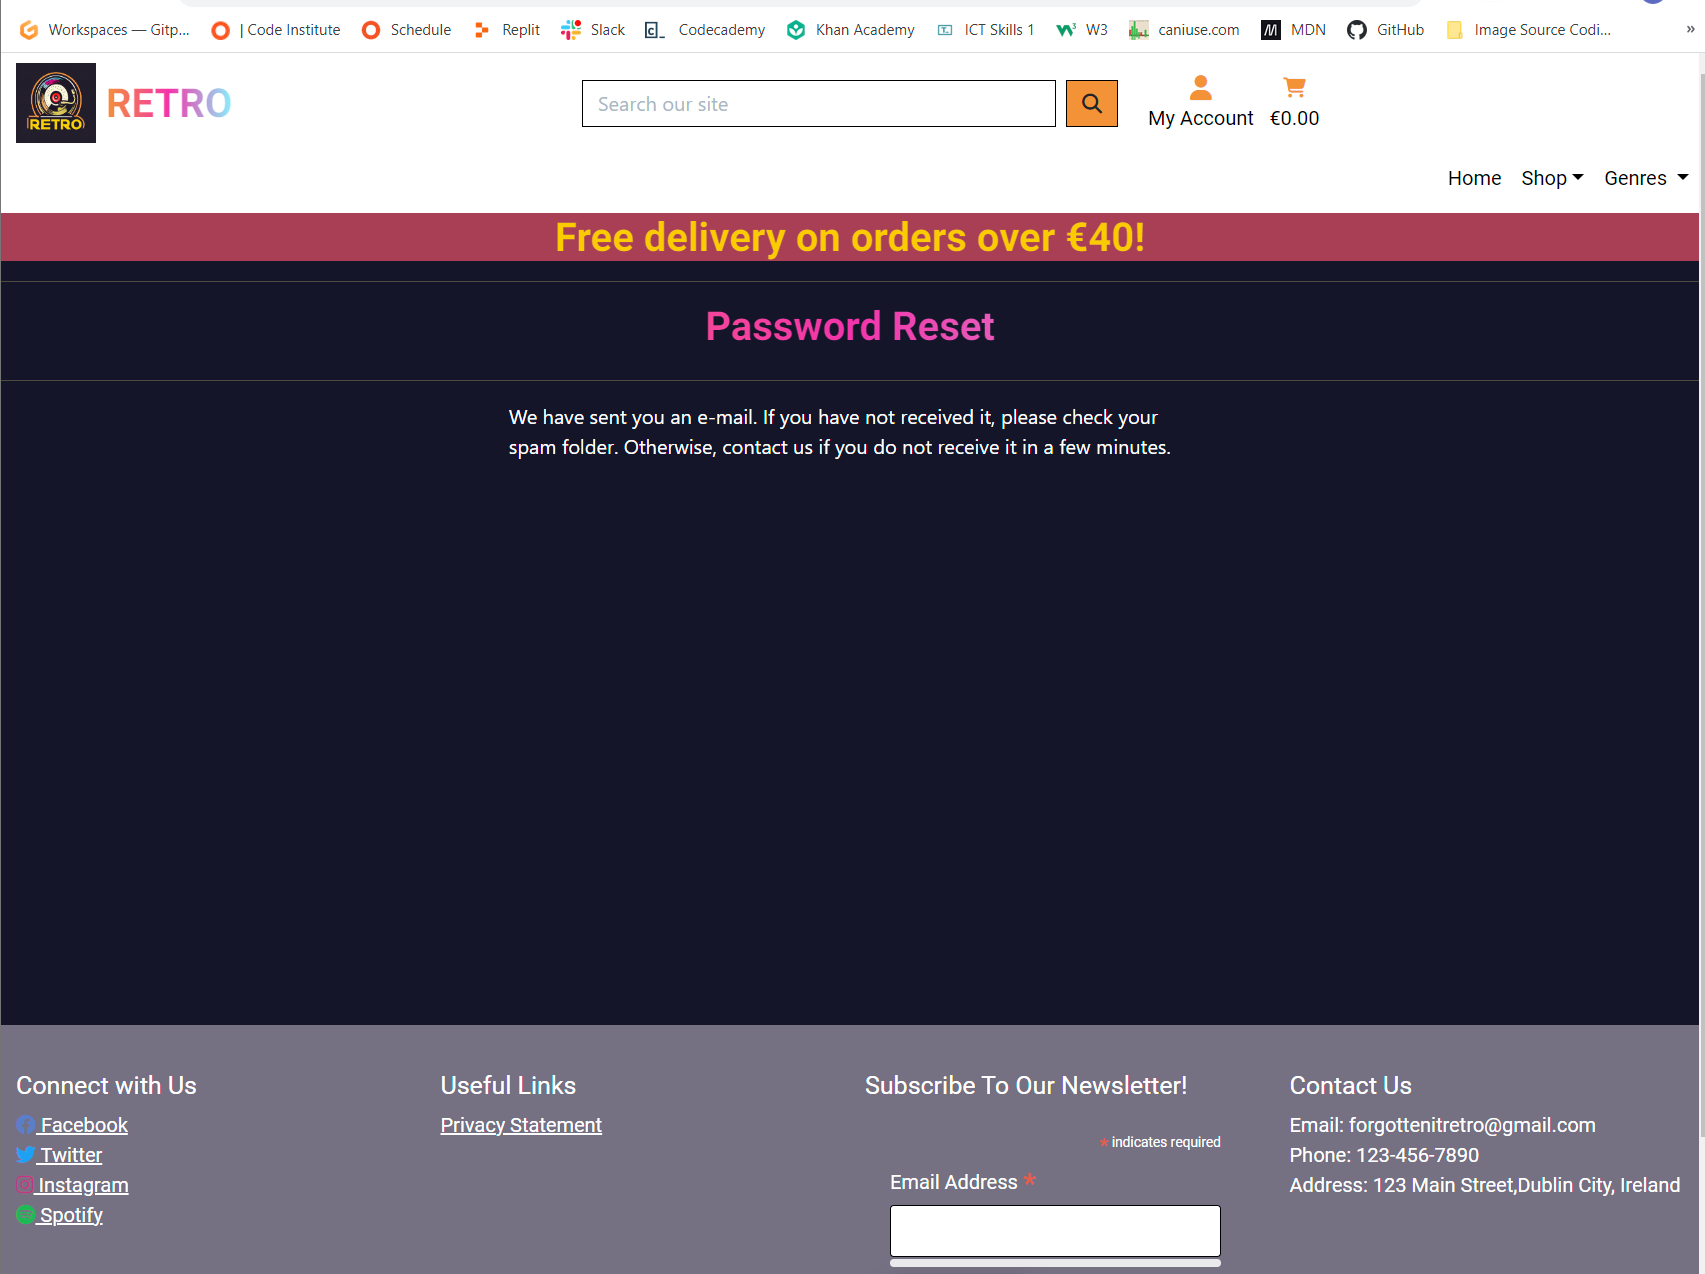 Workspaces — Gitp... | Code Institute Schedule Replit Slack Codecademy Khan Academy ICT Skills 1 W3 caniuse.com MDN GitHub Image Source Codi... »
RETRO
RETRO
Search our site
My Account €0.00
Home Shop Genres
Free delivery on orders over €40!
Password Reset
We have sent you an e-mail. If you have not received it, please check your
spam folder. Otherwise, contact us if you do not receive it in a few minutes.
Connect with Us
Facebook
Twitter
Instagram
Spotify
Useful Links
Privacy Statement
Subscribe To Our Newsletter!
* indicates required
Email Address *
Contact Us
Email: forgottenitretro@gmail.com
Phone: 123-456-7890
Address: 123 Main Street,Dublin City, Ireland